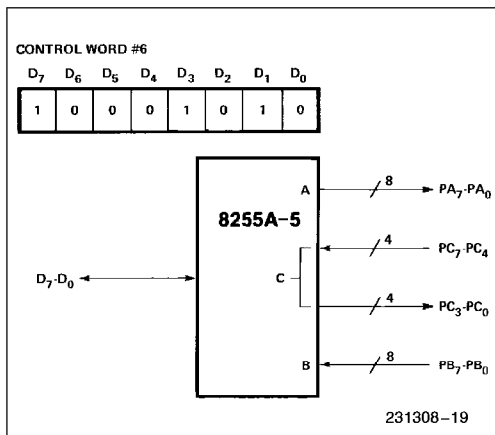 CONTROL WORD #6
D7 D6 D5 D4 D3 D2 D1 D0
1 0 0 0 1 0 1 0
8255A-5
A
8
PA7-PA0
4
PC7-PC4
D7-D0
C
4
PC3-PC0
B
8
PB7-PB0
231308-19